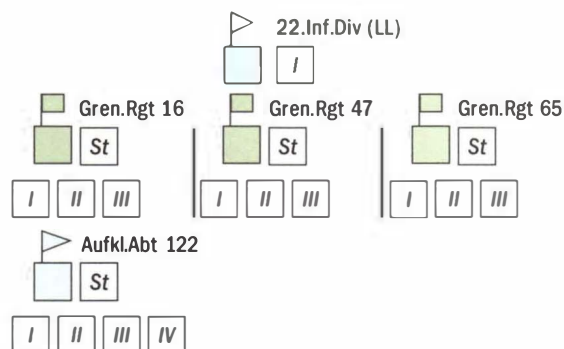 22.Inf.Div (LL)
I
Gren.Rgt 16 Gren.Rgt 47 Gren.Rgt 65
St St St
I II III I II III I II III
Aufkl.Abt 122
St
I II III IV